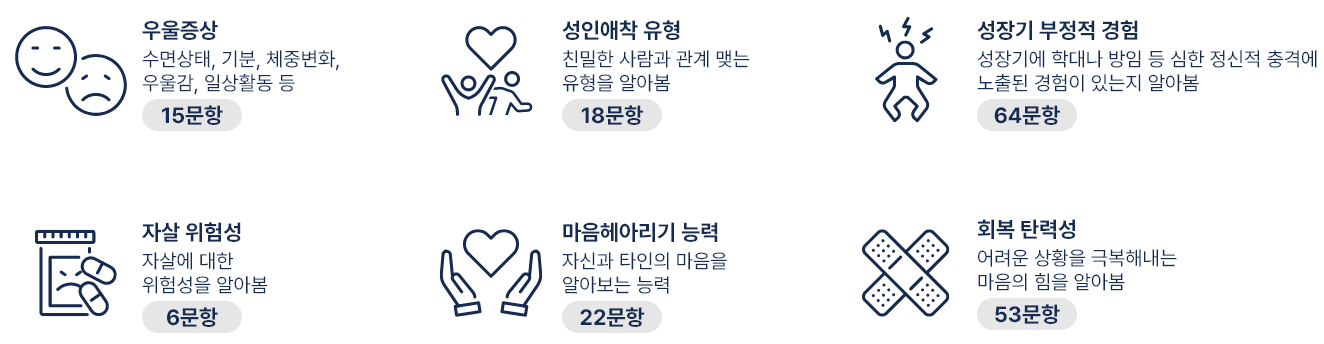 우울증상
수면상태, 기분, 체중변화,
우울감, 일상활동 등
15문항
성인애착 유형
친밀한 사람과 관계 맺는
유형을 알아봄
18문항
성장기 부정적 경험
성장기에 학대나 방임 등 심한 정신적 충격에
노출된 경험이 있는지 알아봄
64문항
자살 위험성
자살에 대한
위험성을 알아봄
6문항
마음헤아리기 능력
자신과 타인의 마음을
알아보는 능력
22문항
회복 탄력성
어려운 상황을 극복해내는
마음의 힘을 알아봄
53문항